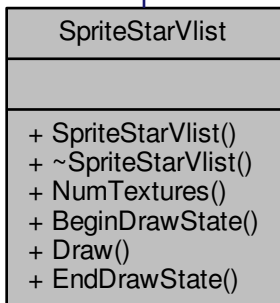 SpriteStarVlist
+ SpriteStarVlist()
+ ~SpriteStarVlist()
+ NumTextures()
+ BeginDrawState()
+ Draw()
+ EndDrawState()